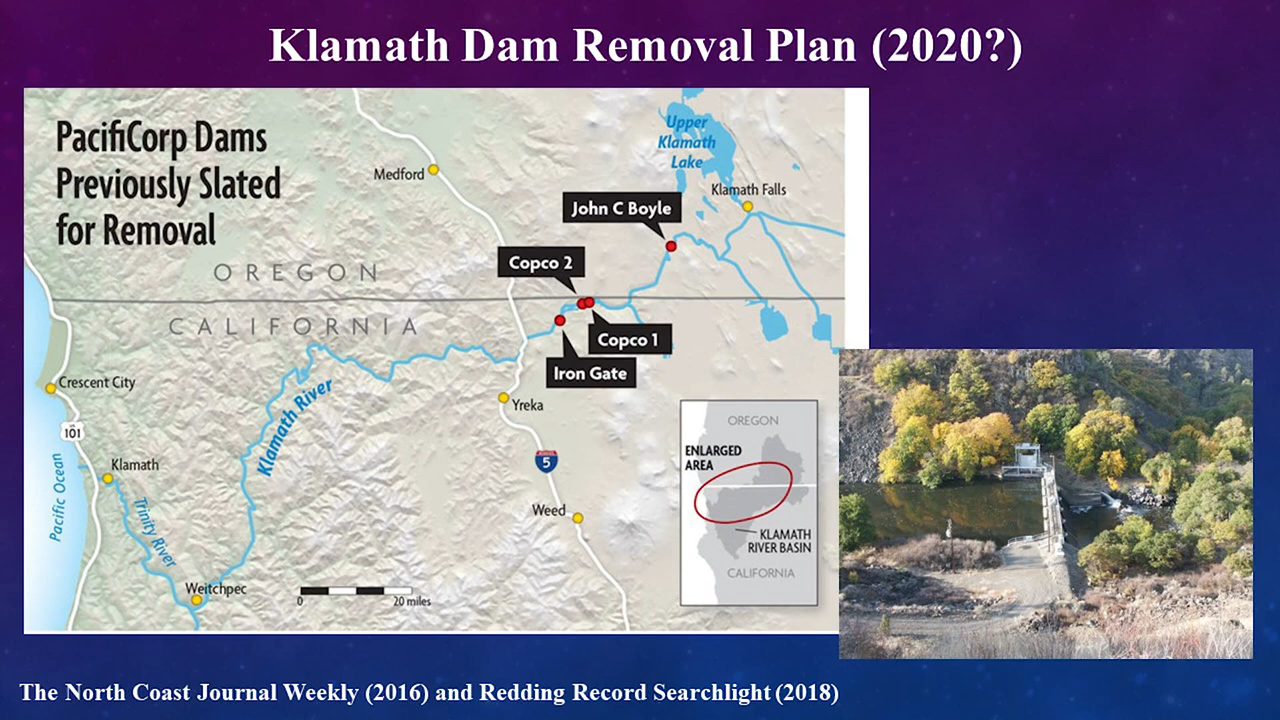 Klamath Dam Removal Plan (2020?)
PacifiCorp Dams
Previously Slated
for Removal
Upper
Klamath
Lake
Medford
Klamath Falls
John C Boyle
Copco 2
OREGON
CALIFORNIA
Copco 1
Iron Gate
Crescent City
Klamath River
Yreka
101
OREGON
ENLARGED
AREA
Klamath
5
Pacific Ocean
Trinity River
Weed
KLAMATH
RIVER BASIN
CALIFORNIA
Weitchpec
0 20 miles
The North Coast Journal Weekly (2016) and Redding Record Searchlight (2018)